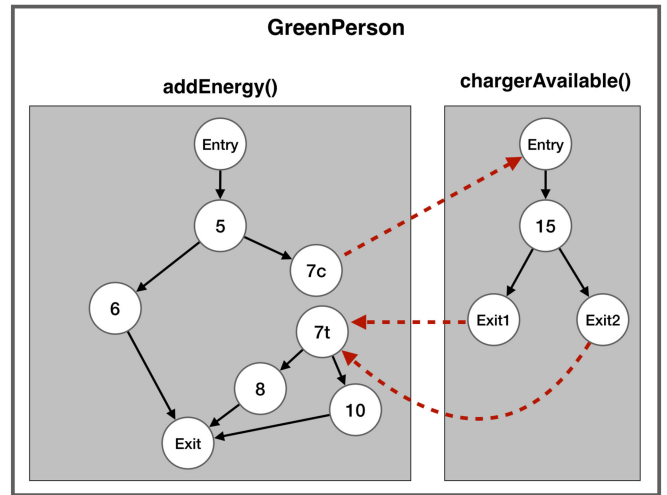 GreenPerson
addEnergy()
chargerAvailable()
Entry
Entry
5
15
7c
6
Exit1
Exit2
7t
8
10
Exit